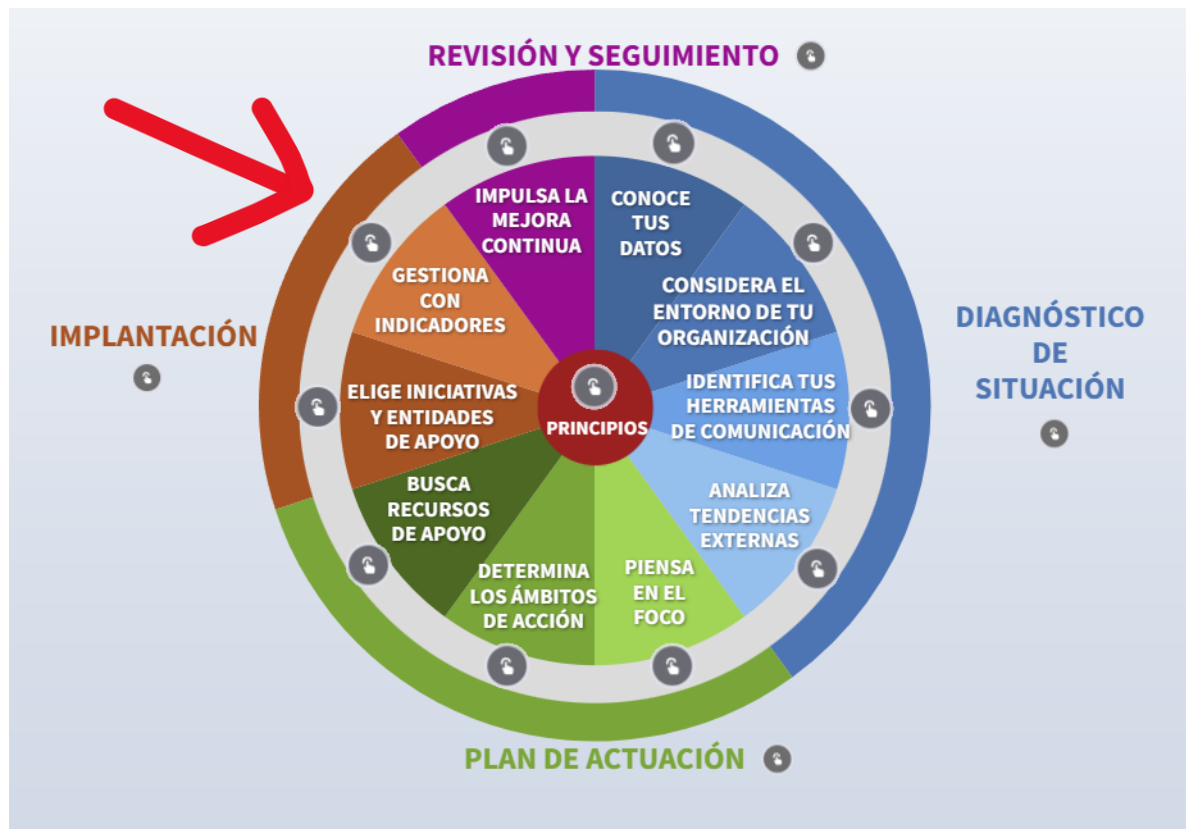 REVISIÓN Y SEGUIMIENTO
IMPULSA LA
MEJORA
CONTINUA
CONOCE
TUS
DATOS
GESTIONA
CON
INDICADORES
CONSIDERA EL
ENTORNO DE TU
ORGANIZACIÓN
IMPLANTACIÓN
DIAGNÓSTICO
DE
SITUACIÓN
ELIGE INICIATIVAS
Y ENTIDADES
DE APOYO
PRINCIPIOS
IDENTIFICA TUS
HERRAMIENTAS
DE COMUNICACIÓN
BUSCA
RECURSOS
DE APOYO
ANALIZA
TENDENCIAS
EXTERNAS
DETERMINA
LOS ÁMBITOS
DE ACCIÓN
PIENSA
EN EL
FOCO
PLAN DE ACTUACIÓN